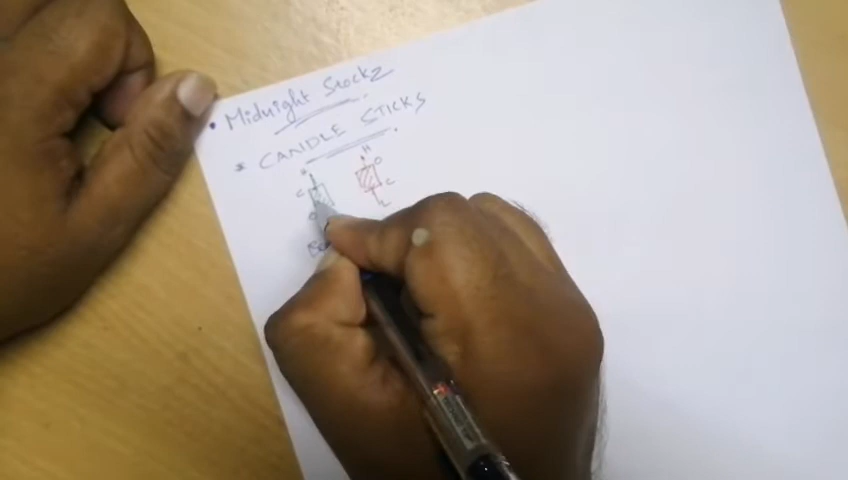 • Midnight Stockz
* CANDLE STICKS
H
C O
O C
L